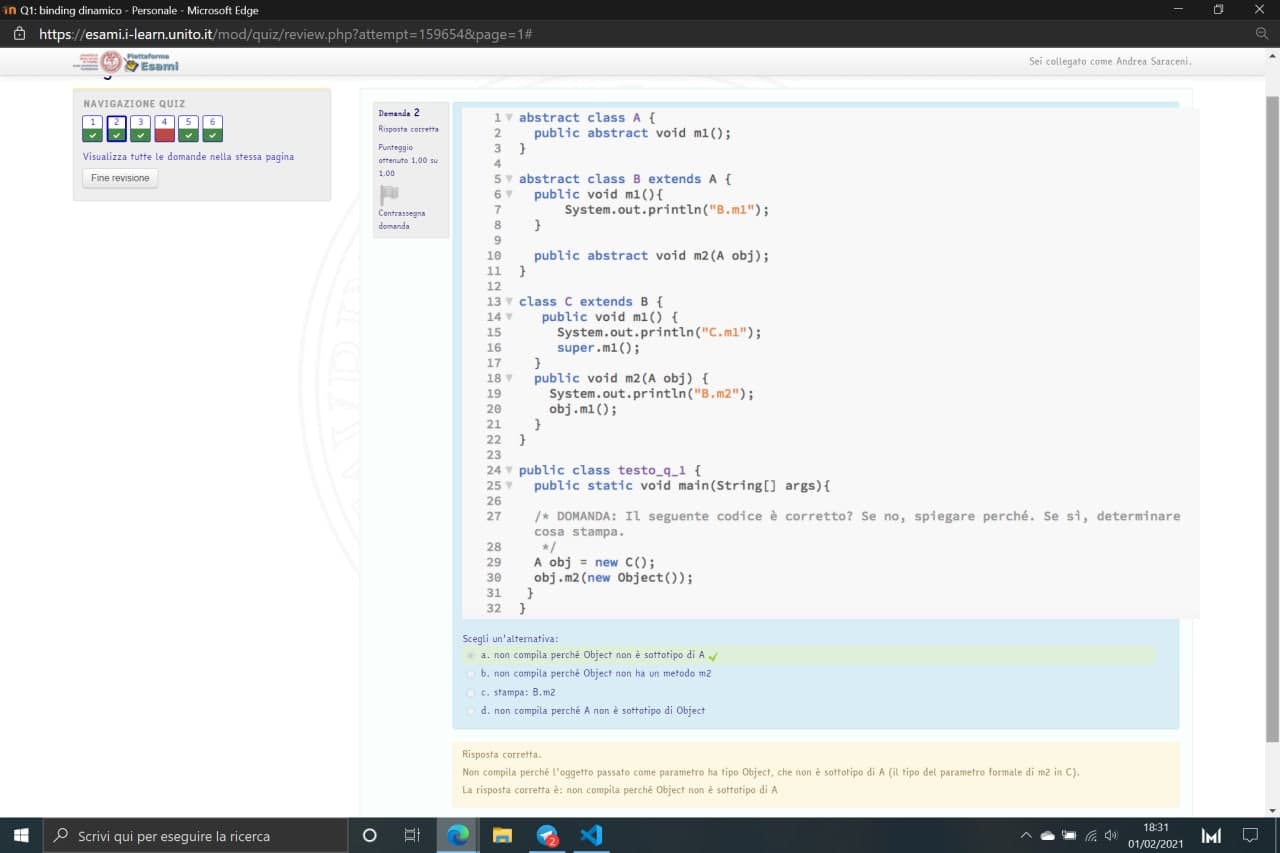 Q1: binding dinamico - Personale - Microsoft Edge
https://esami.i-learn.unito.it/mod/quiz/review.php?attempt=159654&page=1#
Piattaforma
Esami
Sei collegato come Andrea Saraceni.
NAVIGAZIONE QUIZ
1 2 3 4 5 6
Visualizza tutte le domande nella stessa pagina
Fine revisione
Domanda 2
Risposta corretta
Punteggio
ottenuto 1,00 su
1,00
Contrassegna
domanda
1 abstract class A {
2 public abstract void m1();
3 }
4
5 abstract class B extends A {
6 public void m1(){
7 System.out.println("B.m1");
8 }
9
10 public abstract void m2(A obj);
11 }
12
13 class C extends B {
14 public void m1() {
15 System.out.println("C.m1");
16 super.m1();
17 }
18 public void m2(A obj) {
19 System.out.println("B.m2");
20 obj.m1();
21 }
22 }
23
24 public class testo_q_1 {
25 public static void main(String[] args){
26
27 /* DOMANDA: Il seguente codice è corretto? Se no, spiegare perché. Se sì, determinare
cosa stampa.
28 */
29 A obj = new C();
30 obj.m2(new Object());
31 }
32 }
Scegli un'alternativa:
a. non compila perché Object non è sottotipo di A
b. non compila perché Object non ha un metodo m2
c. stampa: B.m2
d. non compila perché A non è sottotipo di Object
Risposta corretta.
Non compila perché l'oggetto passato come parametro ha tipo Object, che non è sottotipo di A (il tipo del parametro formale di m2 in C).
La risposta corretta è: non compila perché Object non è sottotipo di A
Scrivi qui per eseguire la ricerca
2
18:31
01/02/2021